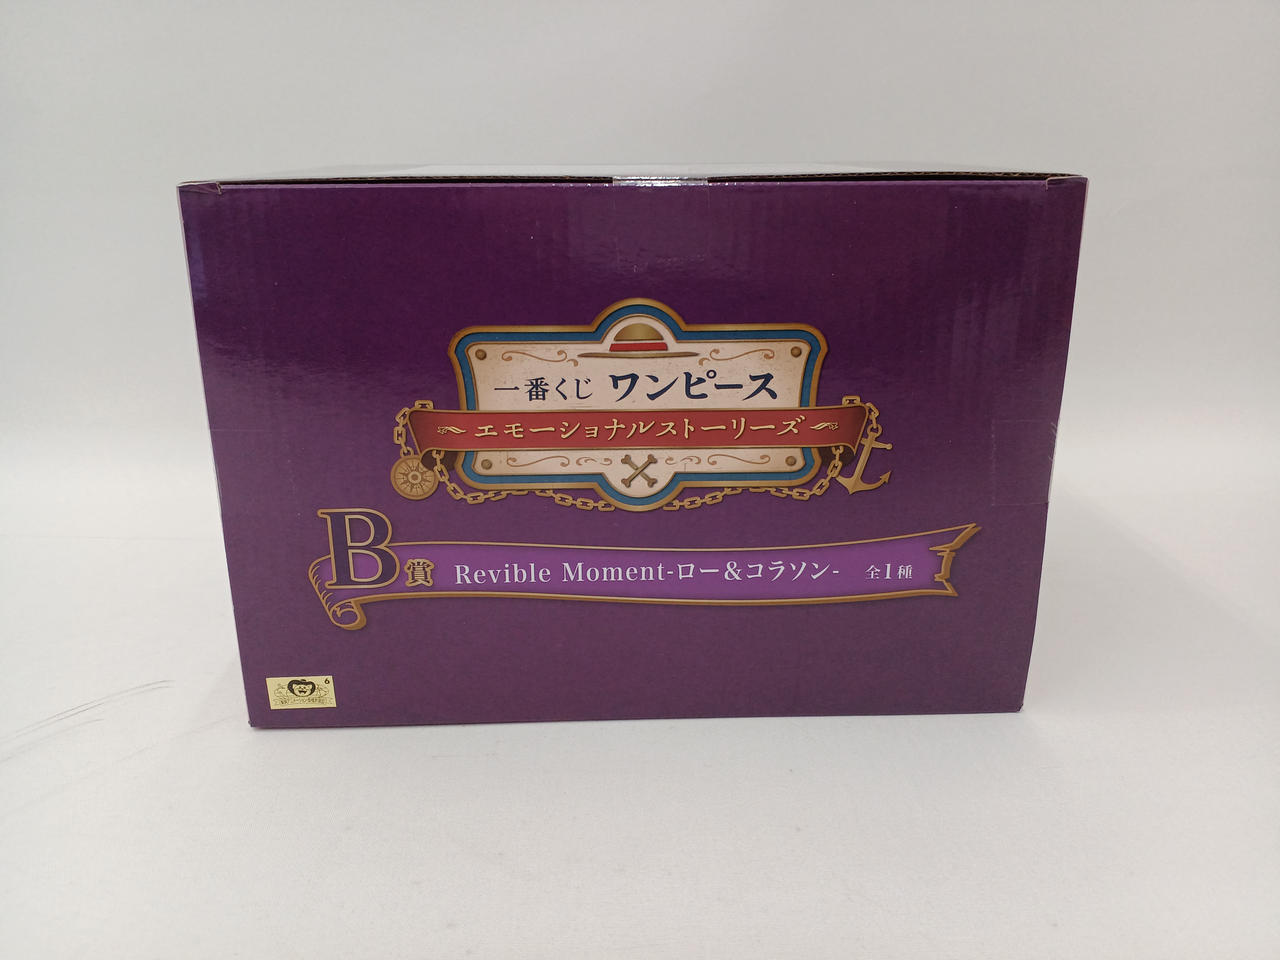 一番くじ ワンピース
エモーショナルストーリーズ
B賞 Revible Moment-ロー&コラソン- 全1種
6